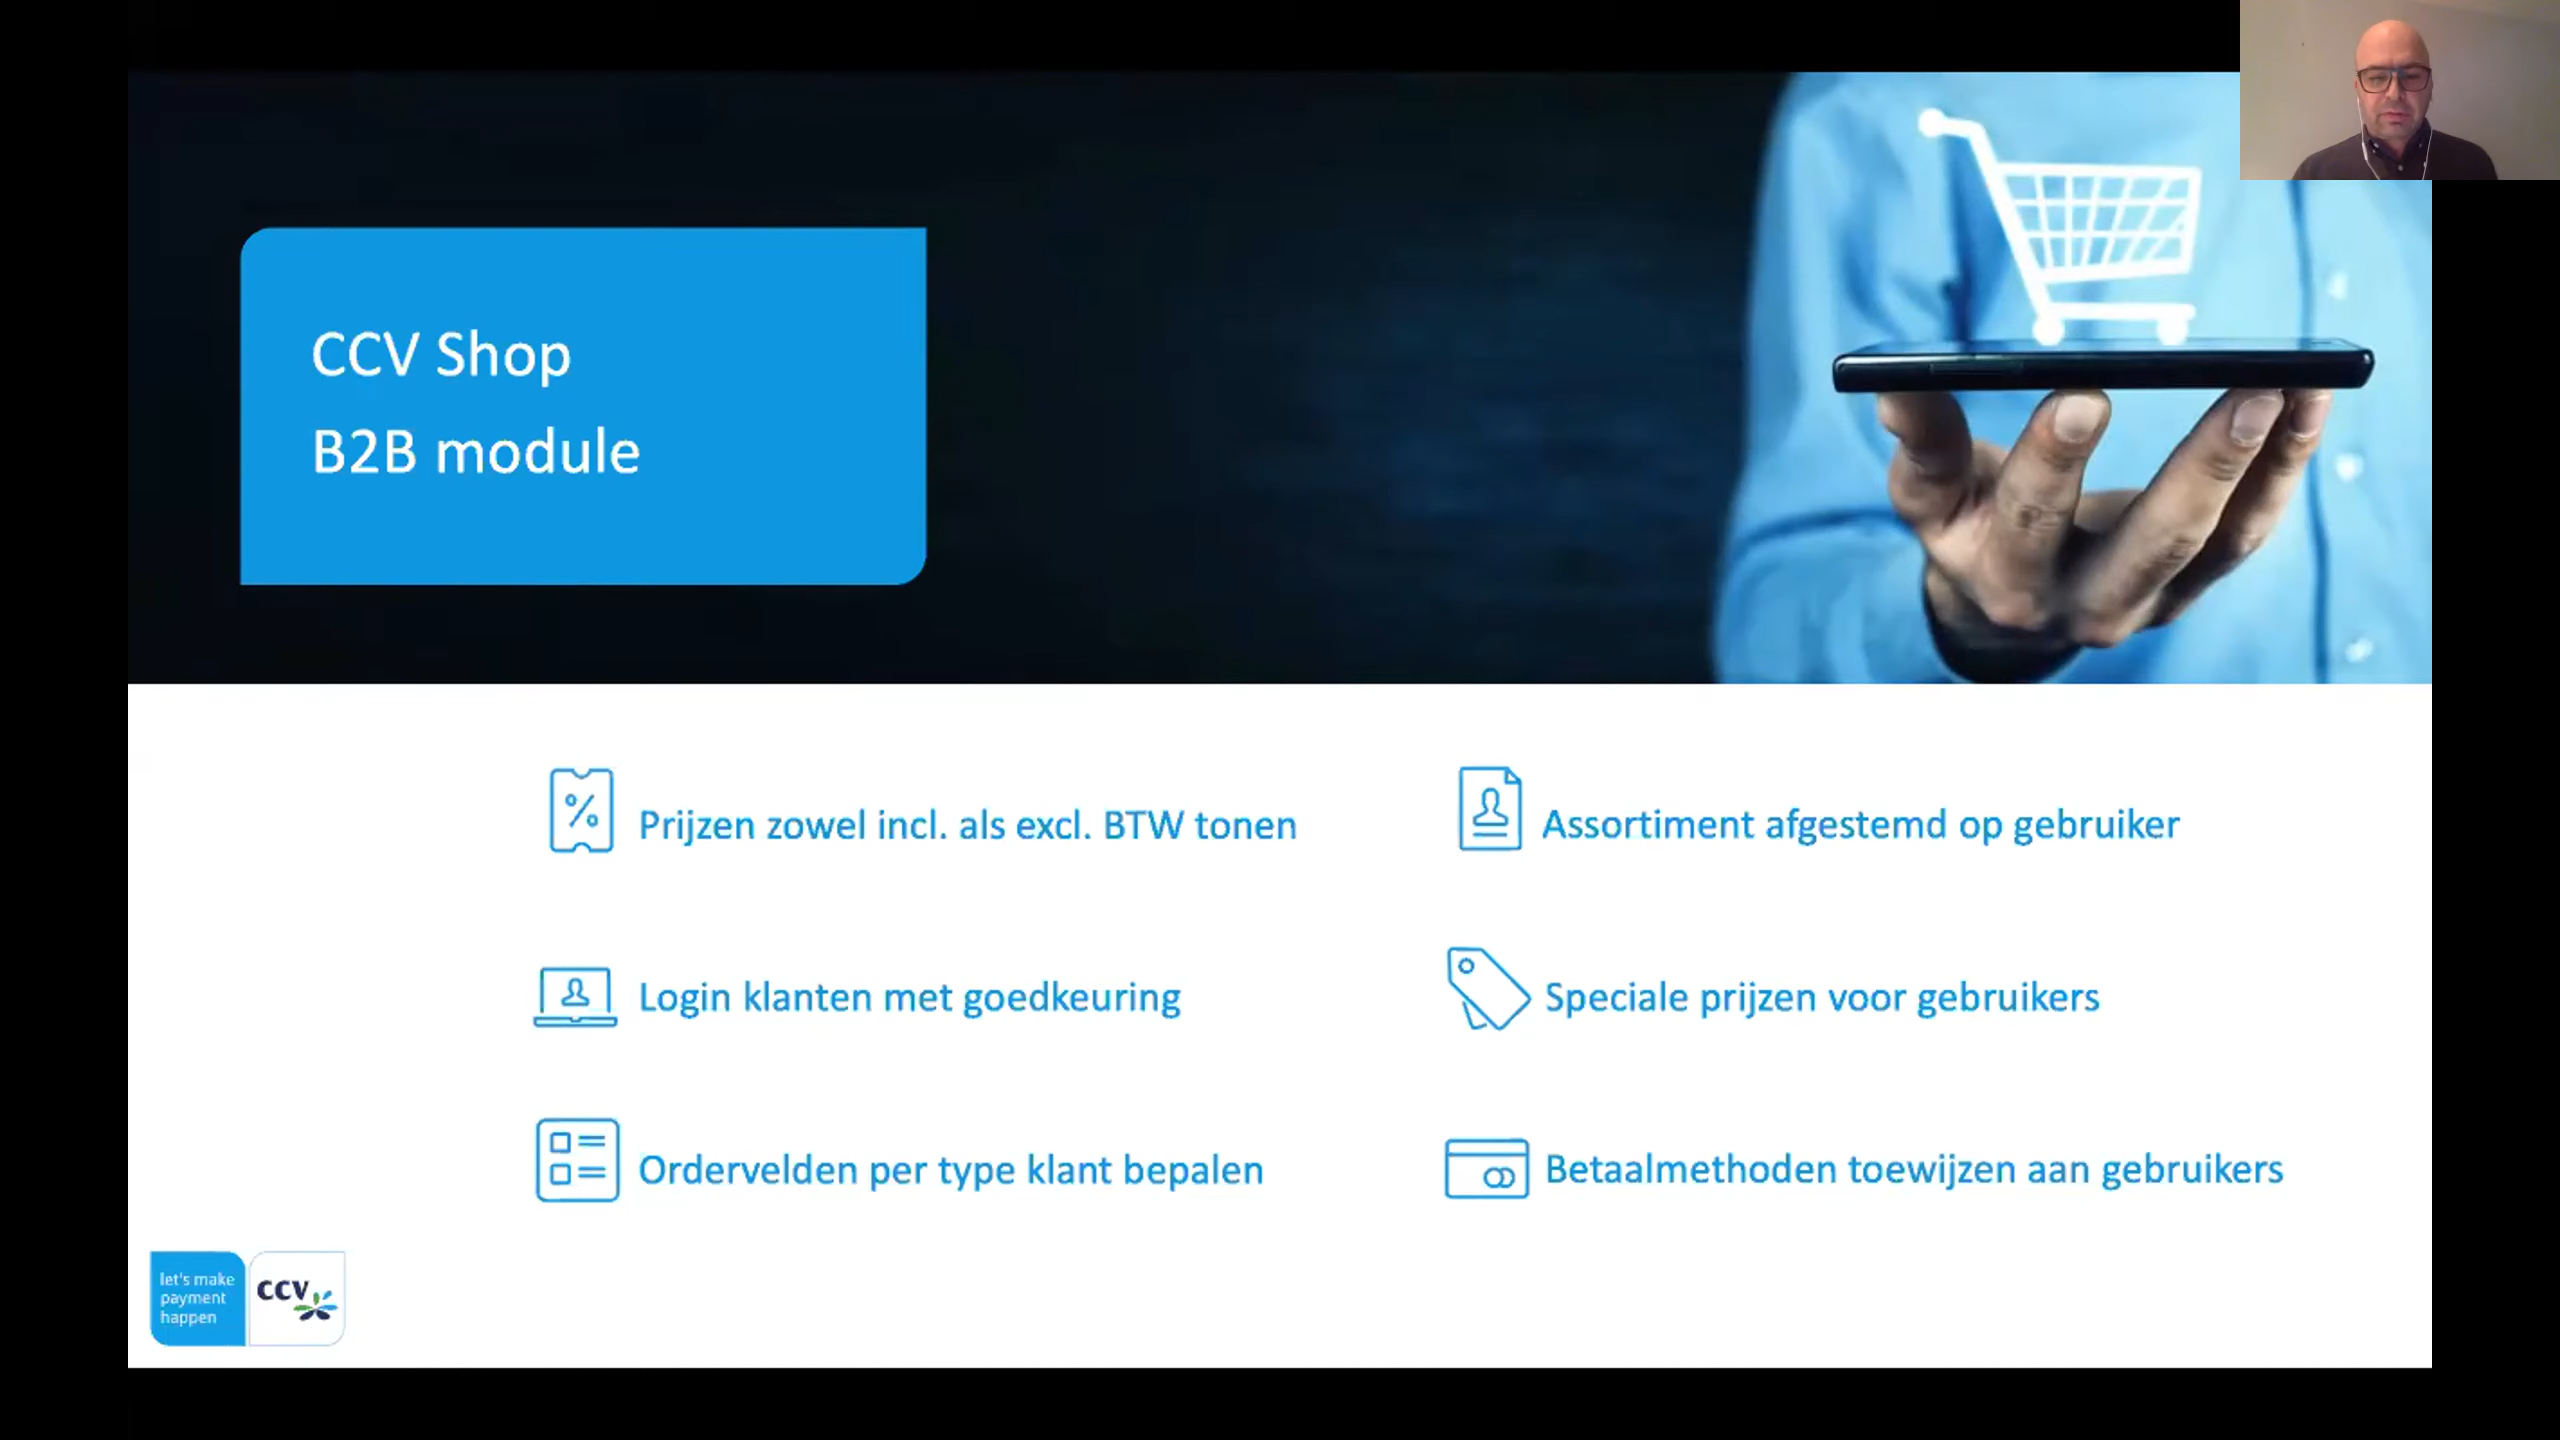 CCV Shop
B2B module
Prijzen zowel incl. als excl. BTW tonen
Assortiment afgestemd op gebruiker
Login klanten met goedkeuring
Speciale prijzen voor gebruikers
Ordervelden per type klant bepalen
Betaalmethoden toewijzen aan gebruikers
let's make
payment
happen
CCV